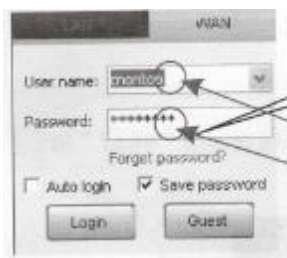 WAN
User name:
Password: ********
Forget password?
Auto login Save password
Login Guest